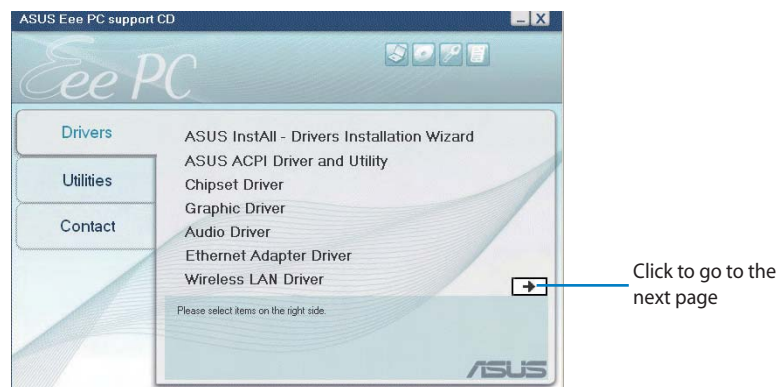 ASUS Eee PC support CD
Eee PC
Drivers
Utilities
Contact
ASUS InstAll - Drivers Installation Wizard
ASUS ACPI Driver and Utility
Chipset Driver
Graphic Driver
Audio Driver
Ethernet Adapter Driver
Wireless LAN Driver
Please select items on the right side.
ASUS
Click to go to the
next page